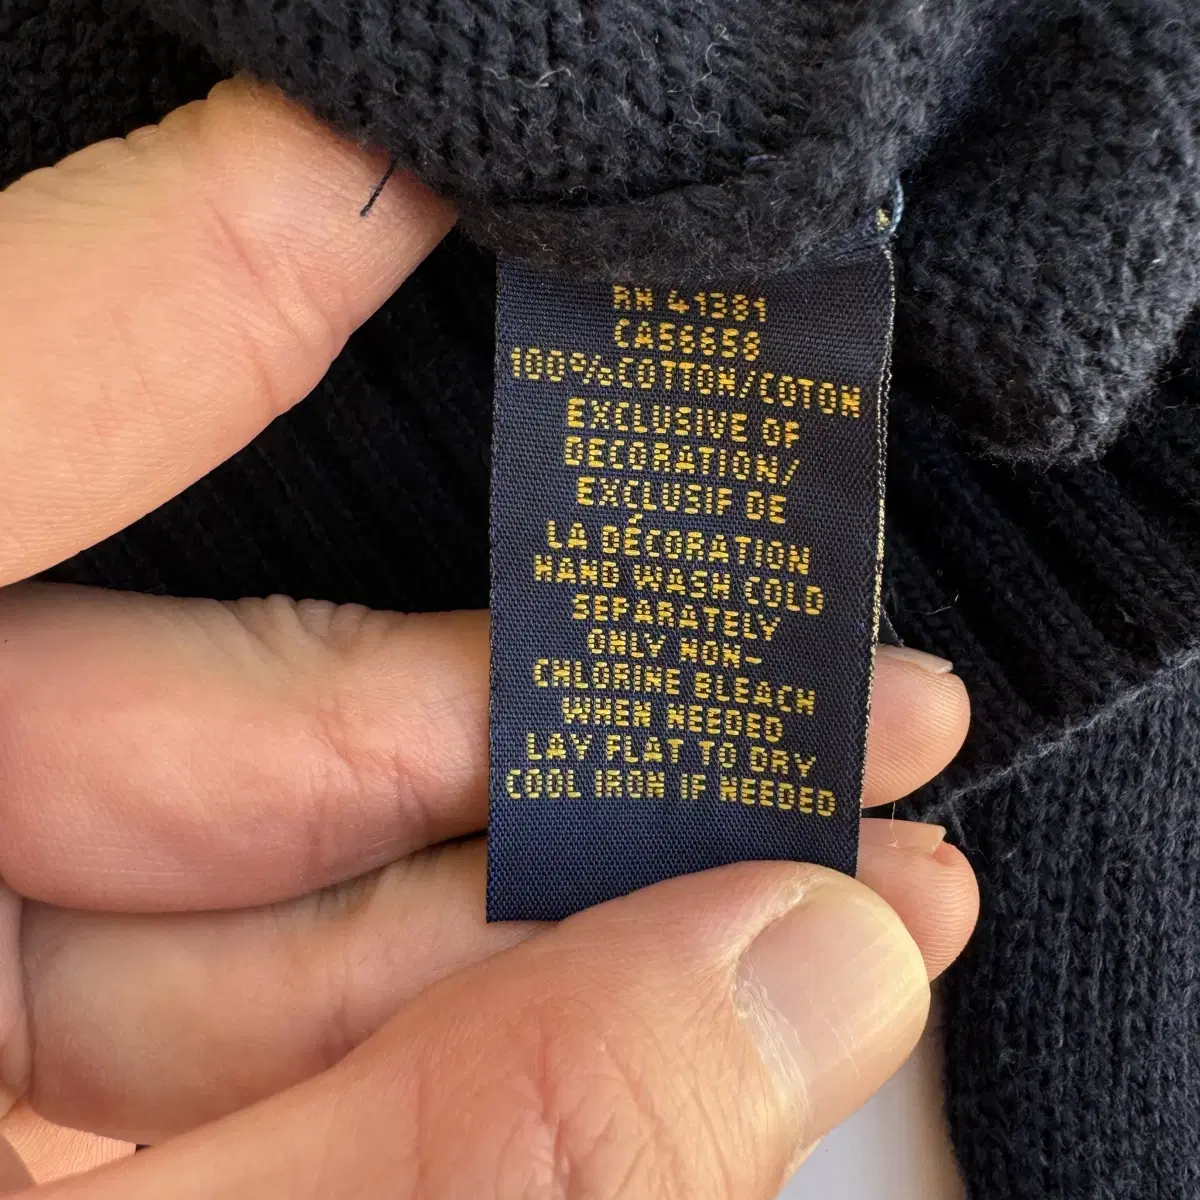 RN 41381
CA56658
100%COTTON/COTON
EXCLUSIVE OF
DECORATION/
EXCLUSIF DE
LA DÉCORATION
HAND WASH COLD
SEPARATELY
ONLY NON-
CHLORINE BLEACH
WHEN NEEDED
LAY FLAT TO DRY
COOL IRON IF NEEDED